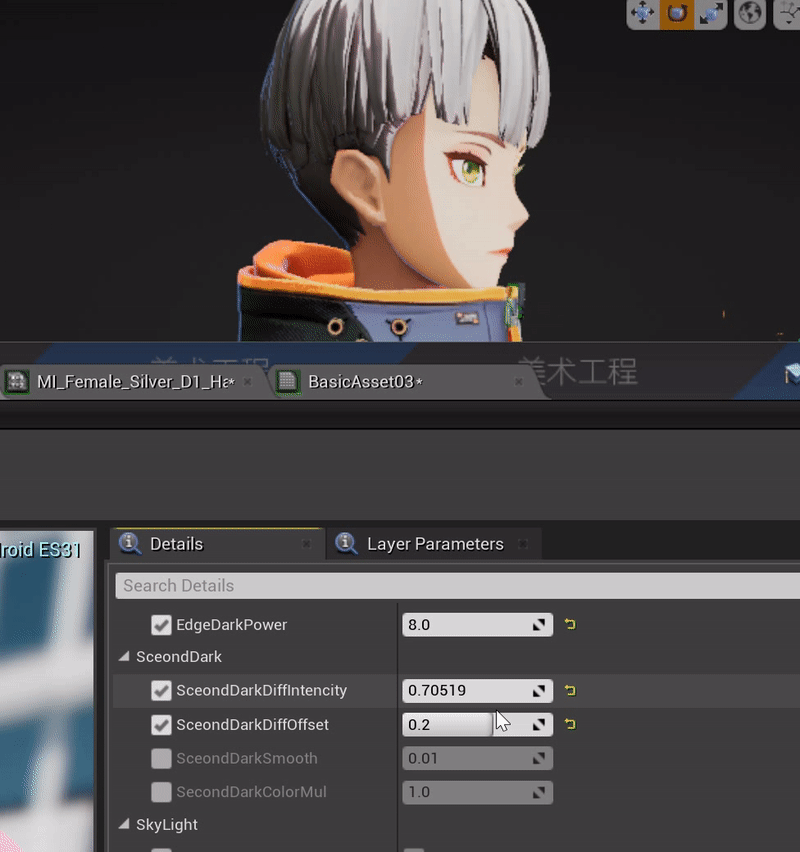 美术工程
美术工程
MI_Female_Silver_D1_Ha*
BasicAsset03*
roid ES31
Details
Layer Parameters
Search Details
EdgeDarkPower
8.0
SceondDark
SceondDarkDiffIntencity
0.70519
SceondDarkDiffOffset
0.2
SceondDarkSmooth
0.01
SecondDarkColorMul
1.0
SkyLight